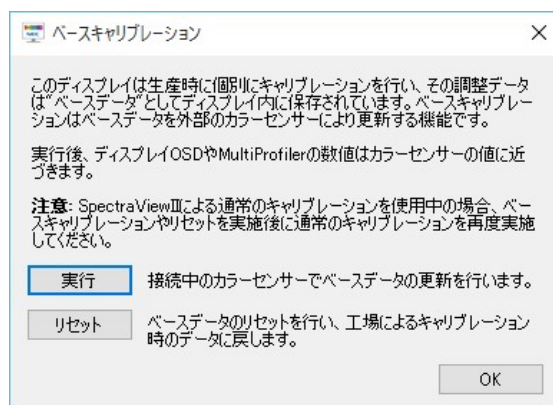 ベースキャリブレーション
このディスプレイは生産時に個別にキャリブレーションを行い、その調整データ
は"ベースデータ"としてディスプレイ内に保存されています。ベースキャリブレー
ションはベースデータを外部のカラーセンサーにより更新する機能です。
実行後、ディスプレイOSDやMultiProfilerの数値はカラーセンサーの値に近
づきます。
注意: SpectraViewⅡによる通常のキャリブレーションを使用中の場合、ベー
スキャリブレーションやリセットを実施後に通常のキャリブレーションを再度実施
してください。
実行 接続中のカラーセンサーでベースデータの更新を行います。
リセット ベースデータのリセットを行い、工場によるキャリブレーション
時のデータに戻します。
OK